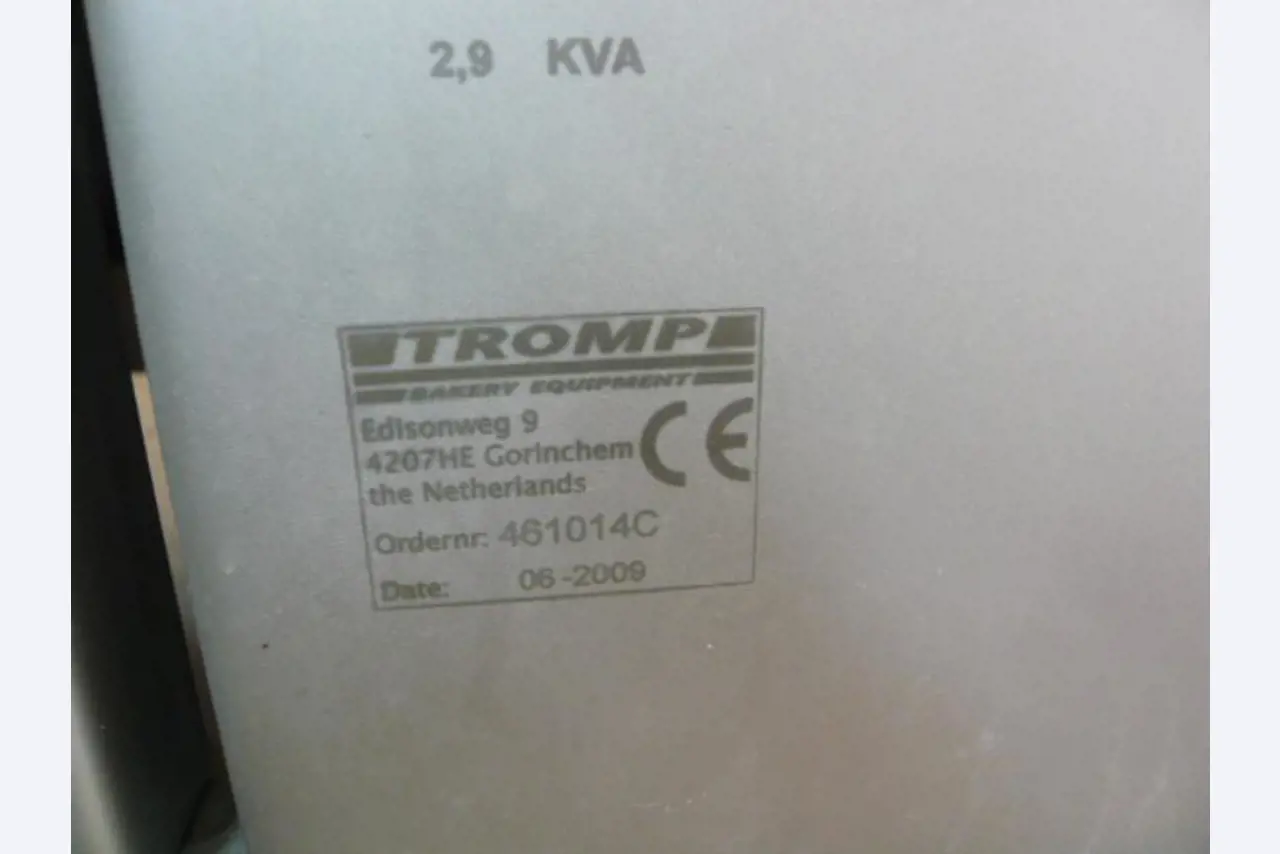 2,9 KVA
TROMP
BAKERY EQUIPMENT
Edisonweg 9
4207HE Gorinchem
the Netherlands
CE
Ordernr: 461014C
Date: 06-2009